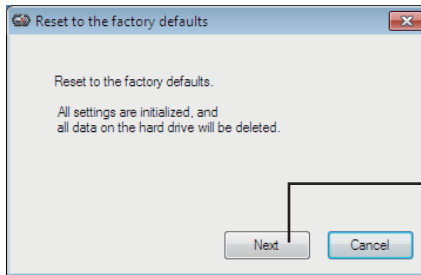 Reset to the factory defaults
Reset to the factory defaults.
All settings are initialized, and
all data on the hard drive will be deleted.
Next
Cancel